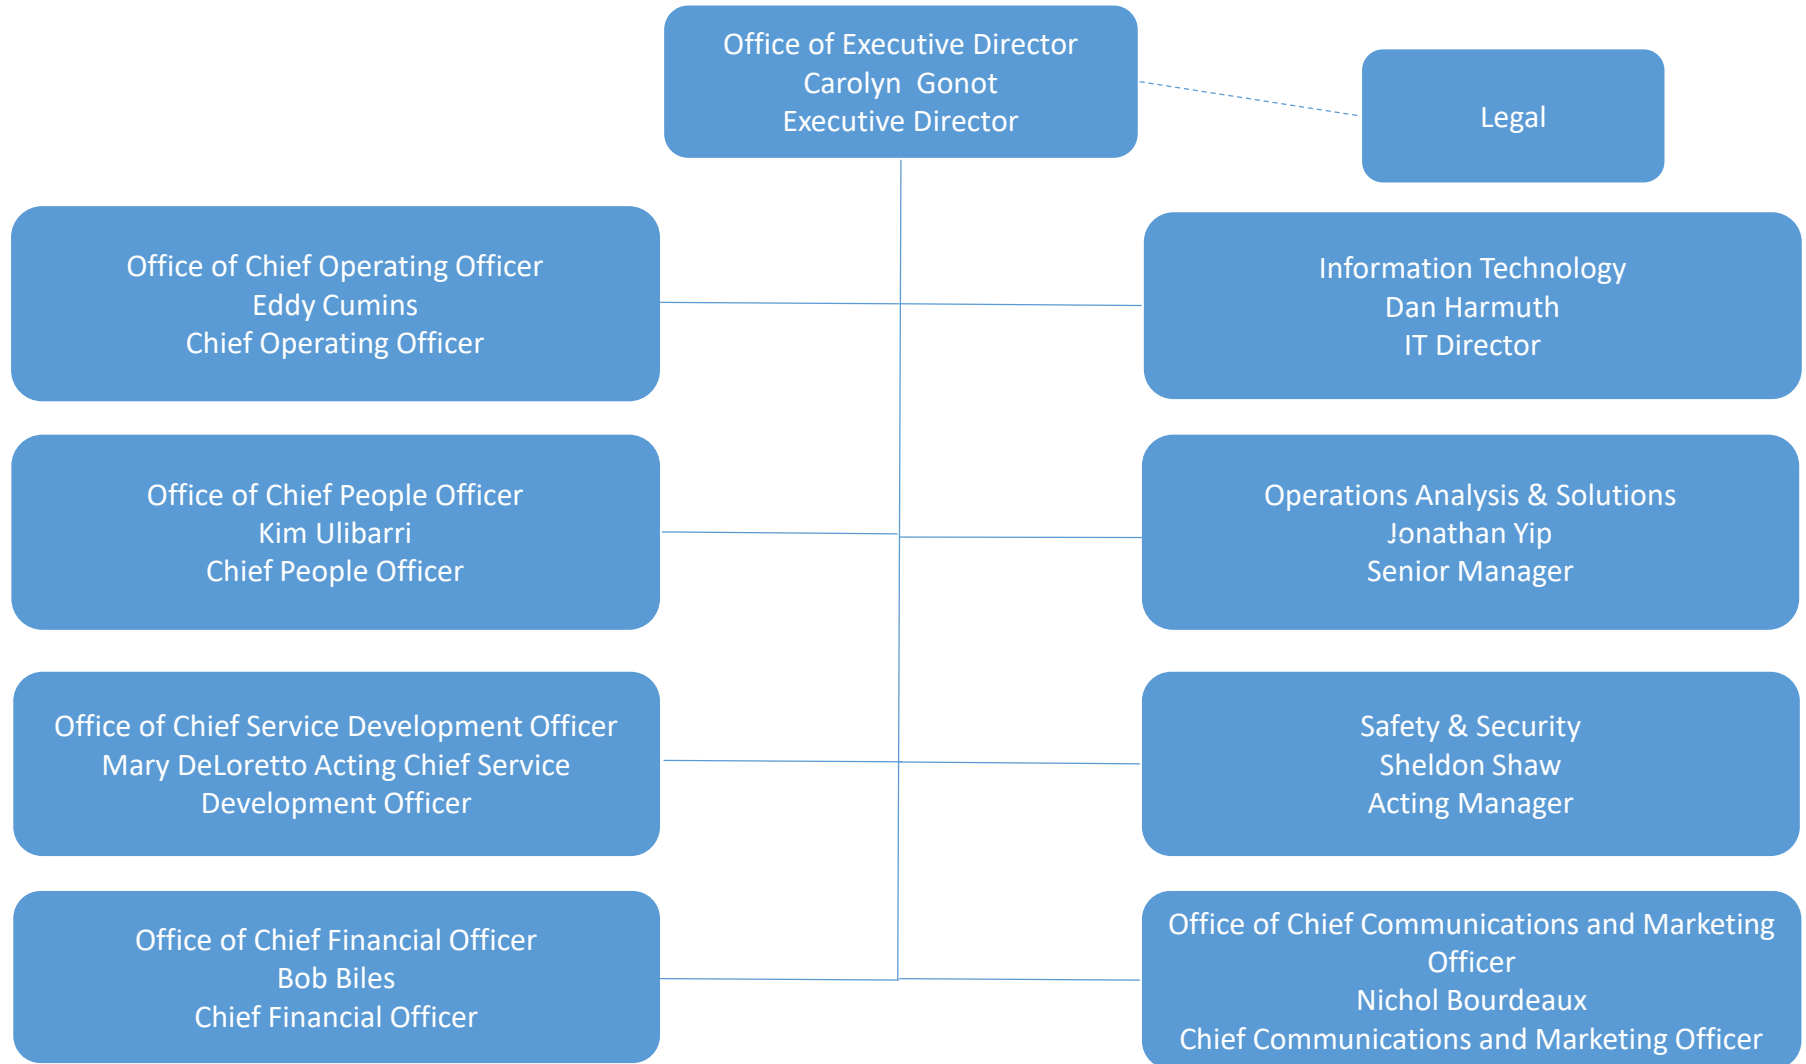 Office of Executive Director
Carolyn Gonot
Executive Director
Legal
Office of Chief Operating Officer
Eddy Cumins
Chief Operating Officer
Information Technology
Dan Harmuth
IT Director
Office of Chief People Officer
Kim Ulibarri
Chief People Officer
Operations Analysis & Solutions
Jonathan Yip
Senior Manager
Office of Chief Service Development Officer
Mary DeLoretto Acting Chief Service
Development Officer
Safety & Security
Sheldon Shaw
Acting Manager
Office of Chief Financial Officer
Bob Biles
Chief Financial Officer
Office of Chief Communications and Marketing
Officer
Nichol Bourdeaux
Chief Communications and Marketing Officer